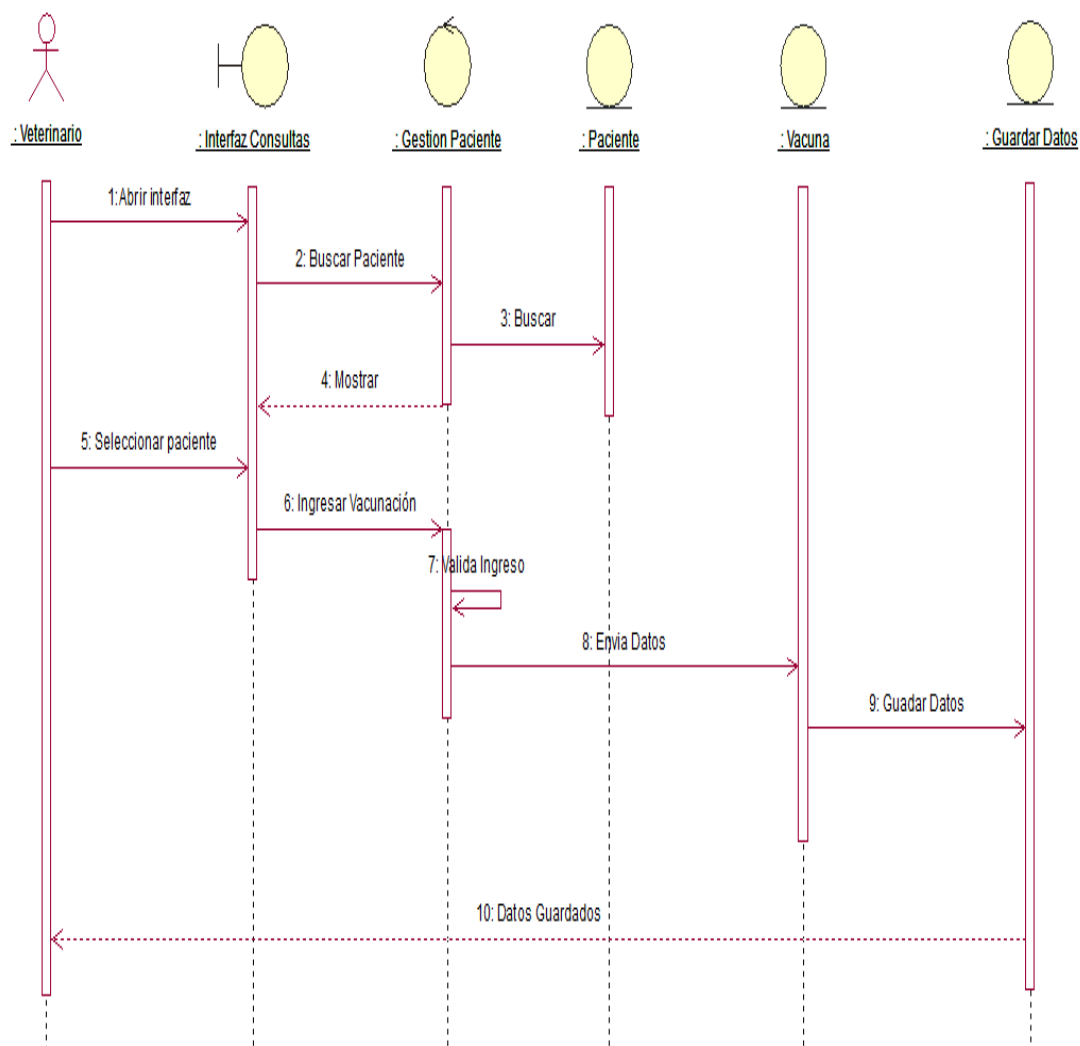 : Veterinario
: Interfaz Consultas
: Gestion Paciente
: Paciente
: Vacuna
: Guardar Datos
1: Abrir interfaz
2: Buscar Paciente
3: Buscar
4: Mostrar
5: Seleccionar paciente
6: Ingresar Vacunación
7: Valida Ingreso
8: Envia Datos
9: Guadar Datos
10: Datos Guardados